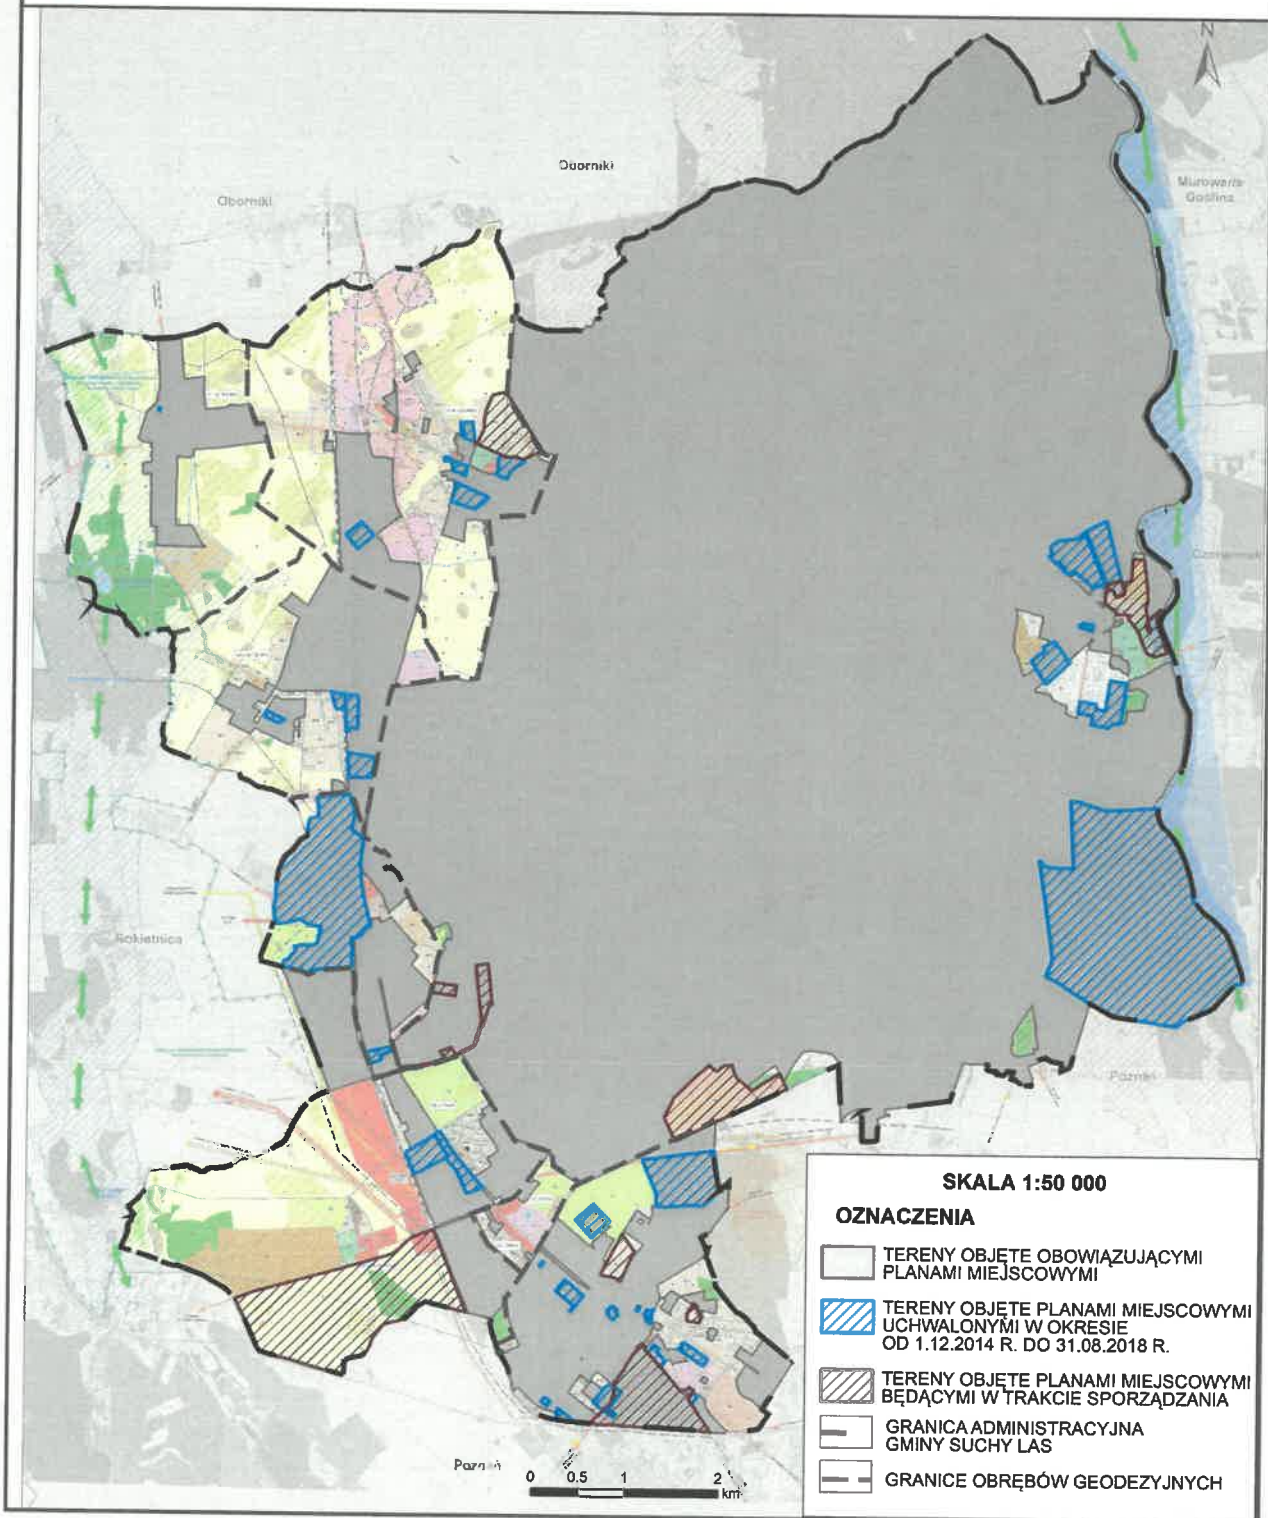 N
Oborniki
Oborniki
Murowana
Goślina
Czerwonak
Rokietnica
Poznań
Poznań
0 0.5 1 2
km
SKALA 1:50 000
OZNACZENIA
TERENY OBJĘTE OBOWIĄZUJĄCYMI
PLANAMI MIEJSCOWYMI
TERENY OBJĘTE PLANAMI MIEJSCOWYMI
UCHWALONYMI W OKRESIE
OD 1.12.2014 R. DO 31.08.2018 R.
TERENY OBJĘTE PLANAMI MIEJSCOWYMI
BĘDĄCYMI W TRAKCIE SPORZĄDZANIA
GRANICA ADMINISTRACYJNA
GMINY SUCHY LAS
GRANICE OBRĘBÓW GEODEZYJNYCH